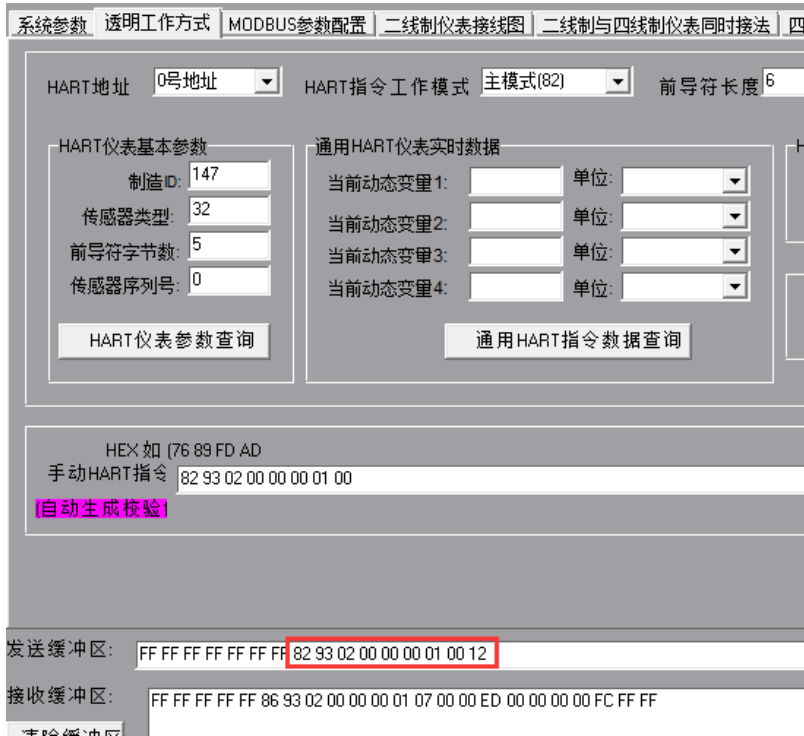 系统参数 透明工作方式 MODBUS参数配置 二线制仪表接线图 二线制与四线制仪表同时接法 四
HART地址 0号地址 HART指令工作模式 主模式(82) 前导符长度 6
HART仪表基本参数 通用HART仪表实时数据 H
制造ID: 147 当前动态变量1: 单位:
传感器类型: 32 当前动态变量2: 单位:
前导符字节数: 5 当前动态变量3: 单位:
传感器序列号: 0 当前动态变量4: 单位:
HART仪表参数查询 通用HART指令数据查询
HEX 如 (76 89 FD AD
手动HART指令 82 93 02 00 00 00 01 00
(自动生成校验)
发送缓冲区: FF FF FF FF FF FF FF 82 93 02 00 00 00 01 00 12
接收缓冲区: FF FF FF FF FF 86 93 02 00 00 00 01 07 00 00 ED 00 00 00 00 FC FF FF
清除缓冲区